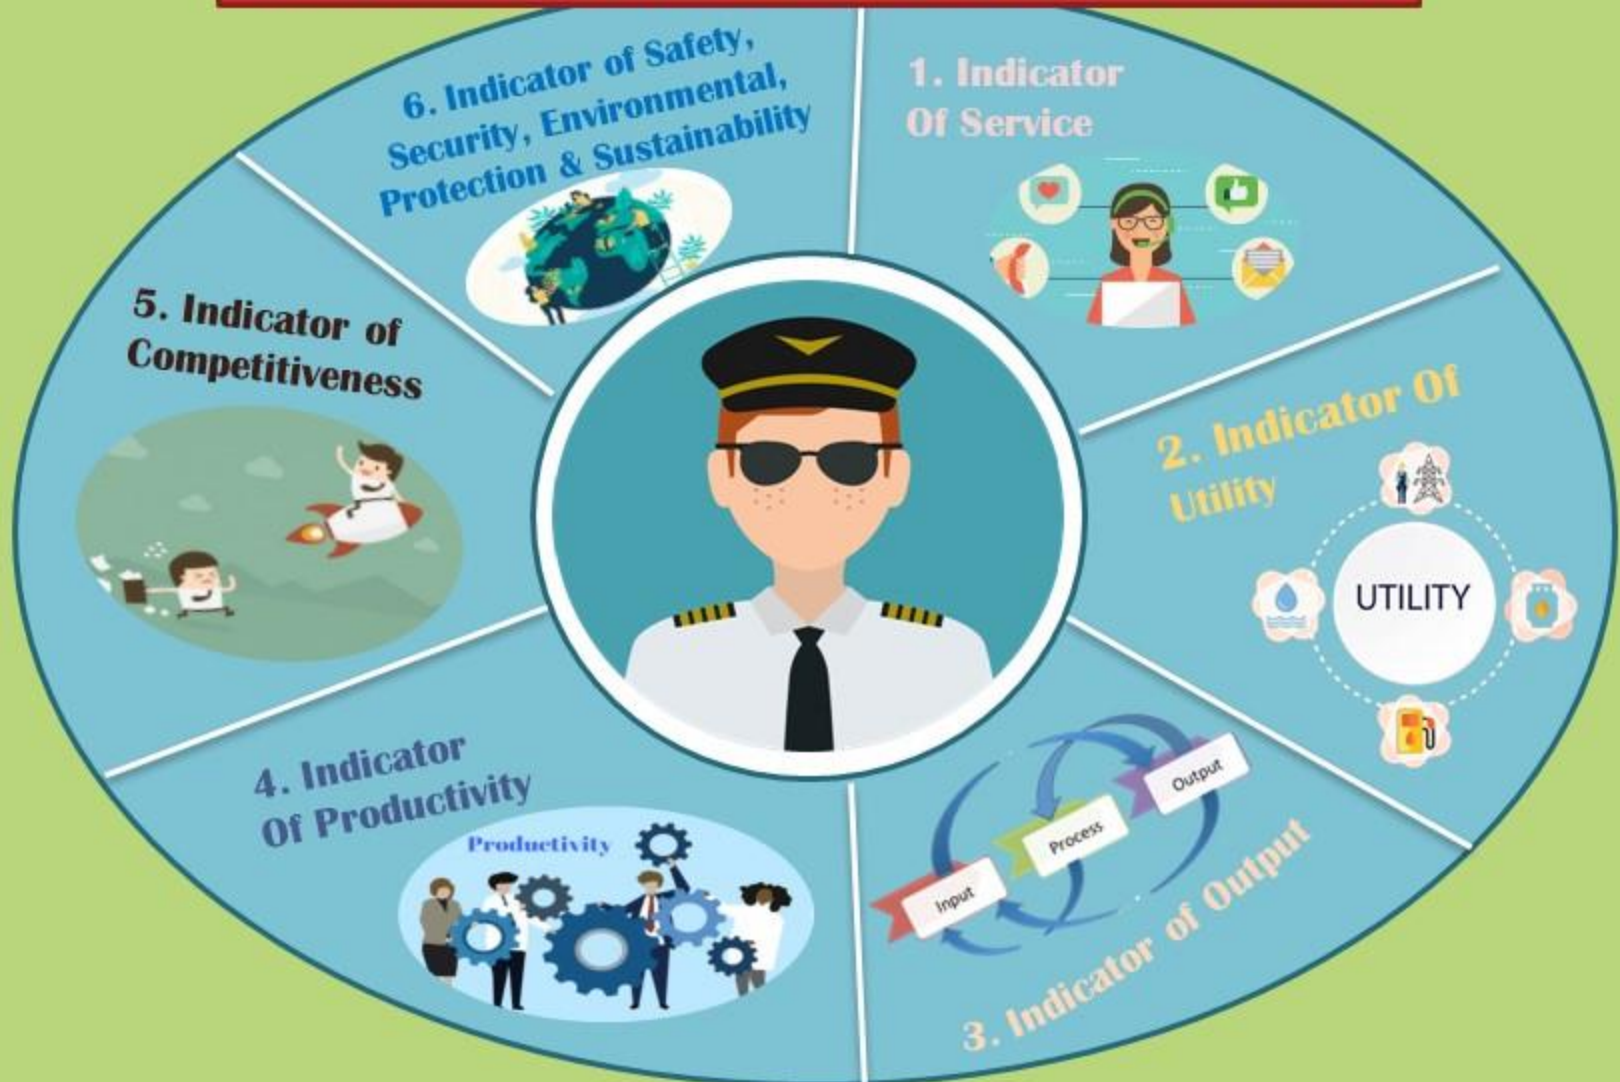 1. Indicator
Of Service
2. Indicator Of
Utility
UTILITY
Output
Process
Input
3. Indicator of Output
4. Indicator
Of Productivity
Productivity
5. Indicator of
Competitiveness
6. Indicator of Safety,
Security, Environmental,
Protection & Sustainability